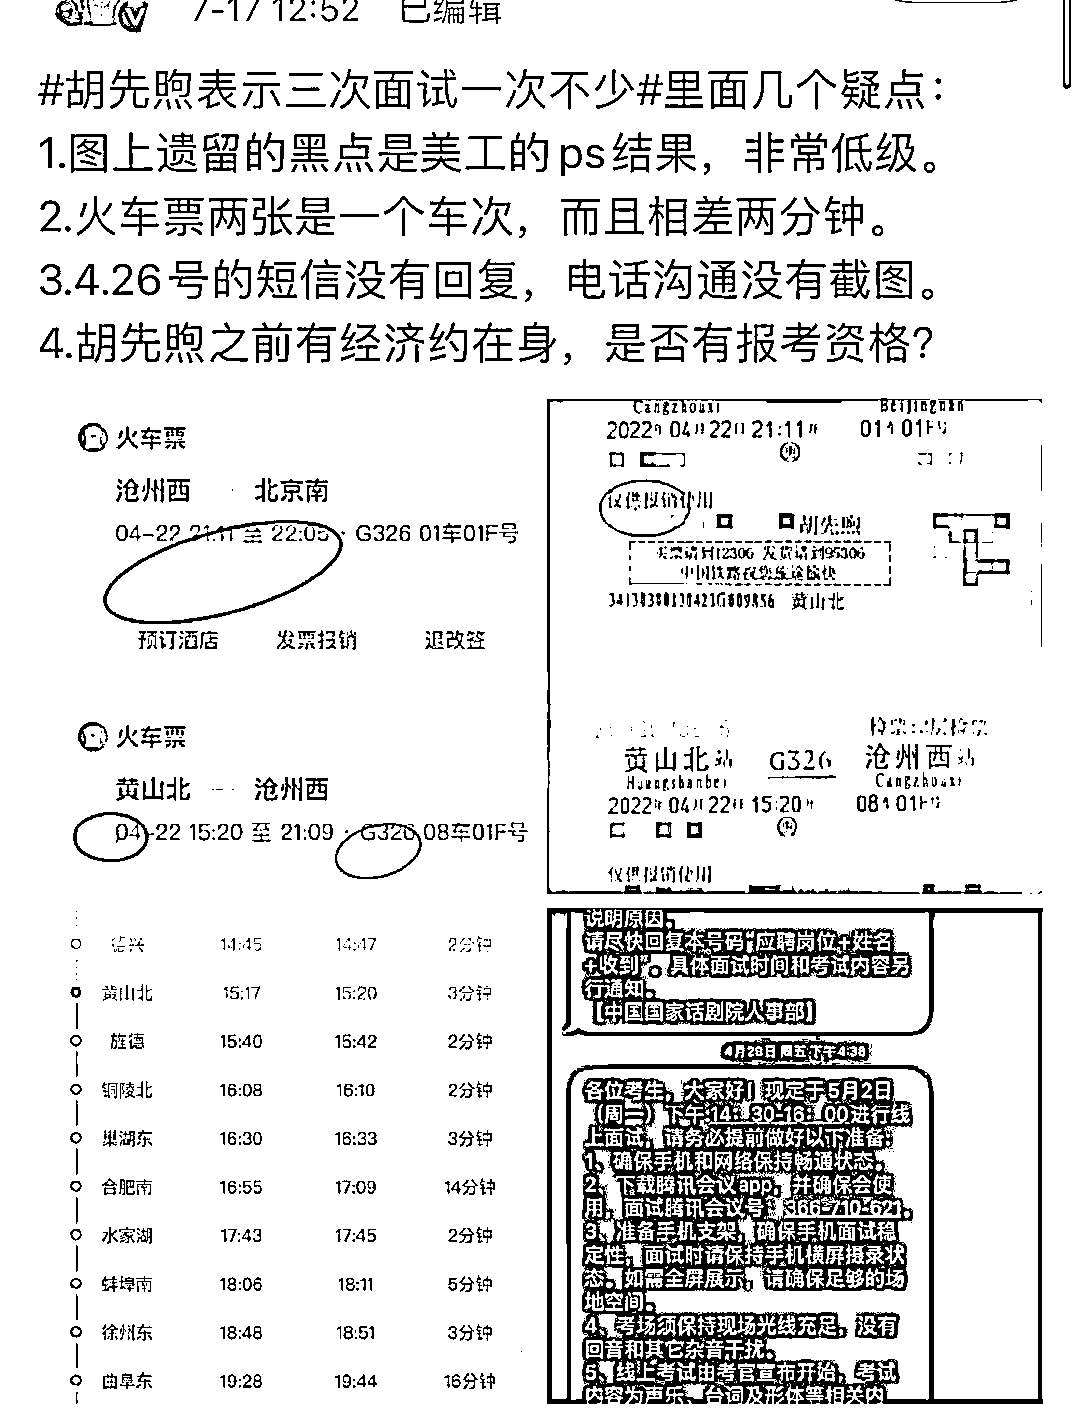 7-17 12:52 已编辑
#胡先煦表示三次面试一次不少#里面几个疑点：
1.图上遗留的黑点是美工的ps结果，非常低级。
2.火车票两张是一个车次，而且相差两分钟。
3.4.26号的短信没有回复，电话沟通没有截图。
4.胡先煦之前有经济约在身，是否有报考资格？
火车票
沧州西 北京南
04-22 21:11 至 22:05 · G326 01车01F号
预订酒店 发票报销 退改签
火车票
黄山北 沧州西
04-22 15:20 至 21:09 · G326 08车01F号
Cangzhouxi Beijingnan
2022年 04月 22日 21:11开 01车 01F号
仅供报销使用
胡先煦
买票请到12306 发货请到95306
中国铁路祝您旅途愉快
黄山北
黄山北站 G326 沧州西站
Huangshanbei Cangzhouxi
2022年 04月 22日 15:20开 08车 01F号
仅供报销使用
德兴 14:45 14:47 2分钟
黄山北 15:17 15:20 3分钟
旌德 15:40 15:42 2分钟
铜陵北 16:08 16:10 2分钟
巢湖东 16:30 16:33 3分钟
合肥南 16:55 17:09 14分钟
水家湖 17:43 17:45 2分钟
蚌埠南 18:06 18:11 5分钟
徐州东 18:48 18:51 3分钟
曲阜东 19:28 19:44 16分钟
说明原因。
请尽快回复本号码“应聘岗位+姓名
+收到”。具体面试时间和考试内容另
行通知。
【中国国家话剧院人事部】
各位考生，大家好！现定于5月2日
（周一）下午14：30-16：00进行线
上面试，请务必提前做好以下准备：
1、确保手机和网络保持畅通状态。
2、下载腾讯会议app，并确保会使
用，面试腾讯会议号：366-710-621。
3、准备手机支架，确保手机面试稳
定性，面试时请保持手机横屏摄录状
态，如需全屏展示，请确保足够的场
地空间。
4、考场须保持现场光线充足，没有
回音和其它杂音干扰。
5、线上考试由考官宣布开始，考试
内容为声乐、台词及形体等相关内